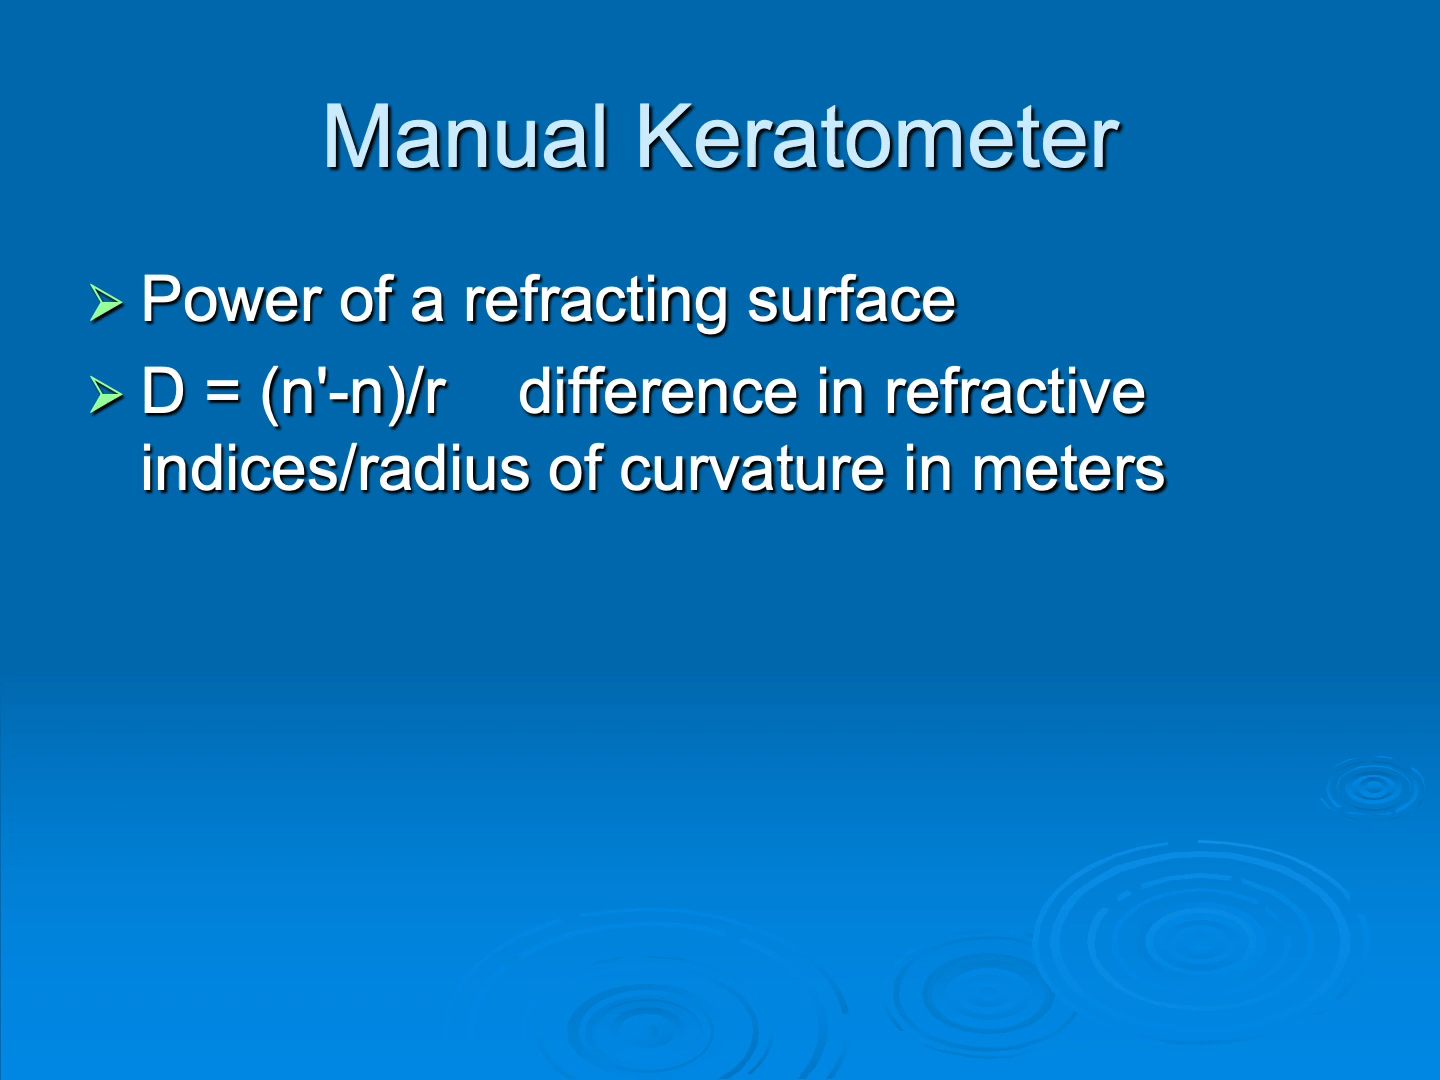 Manual Keratometer
Power of a refracting surface
D = (n'-n)/r difference in refractive
indices/radius of curvature in meters